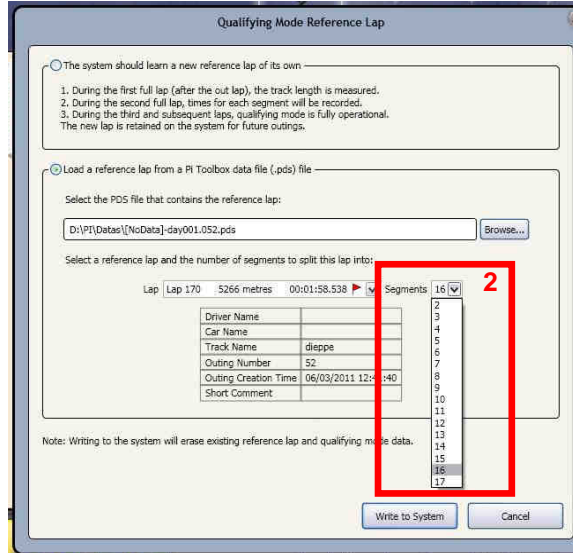 Qualifying Mode Reference Lap
The system should learn a new reference lap of its own
1. During the first full lap (after the out lap), the track length is measured.
2. During the second full lap, times for each segment will be recorded.
3. During the third and subsequent laps, qualifying mode is fully operational.
The new lap is retained on the system for future outings.
Load a reference lap from a Pi Toolbox data file (.pds) file
Select the PDS file that contains the reference lap:
D:\PI\Datas\[NoData]-day001.052.pds Browse...
Select a reference lap and the number of segments to split this lap into:
2
Lap Lap 170 5266 metres 00:01:58.538 Segments 16
2
3
4
5
6
7
8
9
10
11
12
13
14
15
16
17
Driver Name
Car Name
Track Name dieppe
Outing Number 52
Outing Creation Time 06/03/2011 12: :40
Short Comment
Note: Writing to the system will erase existing reference lap and qualifying mode data.
Write to System Cancel